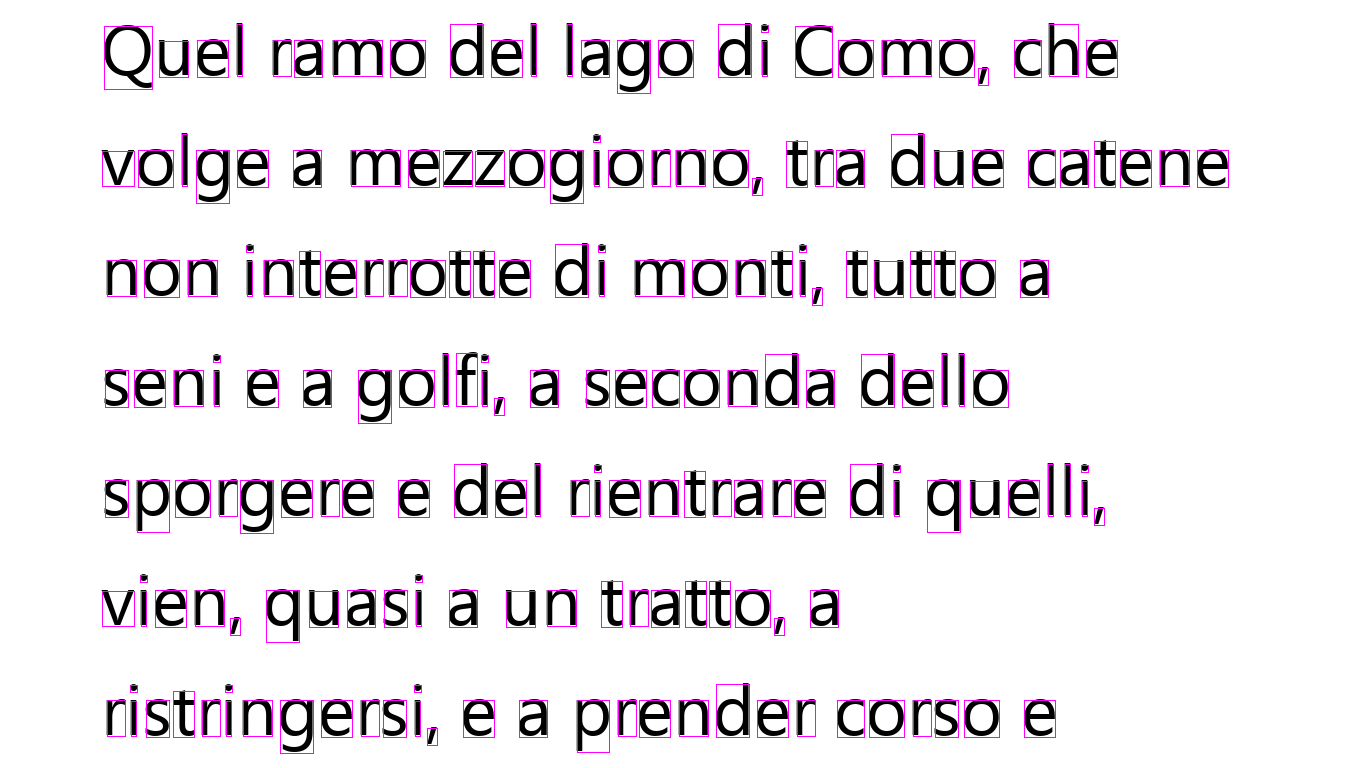 Quel ramo del lago di Como, che
volge a mezzogiorno, tra due catene
non interrotte di monti, tutto a
seni e a golfi, a seconda dello
sporgere e del rientrare di quelli,
vien, quasi a un tratto, a
ristringersi, e a prender corso e